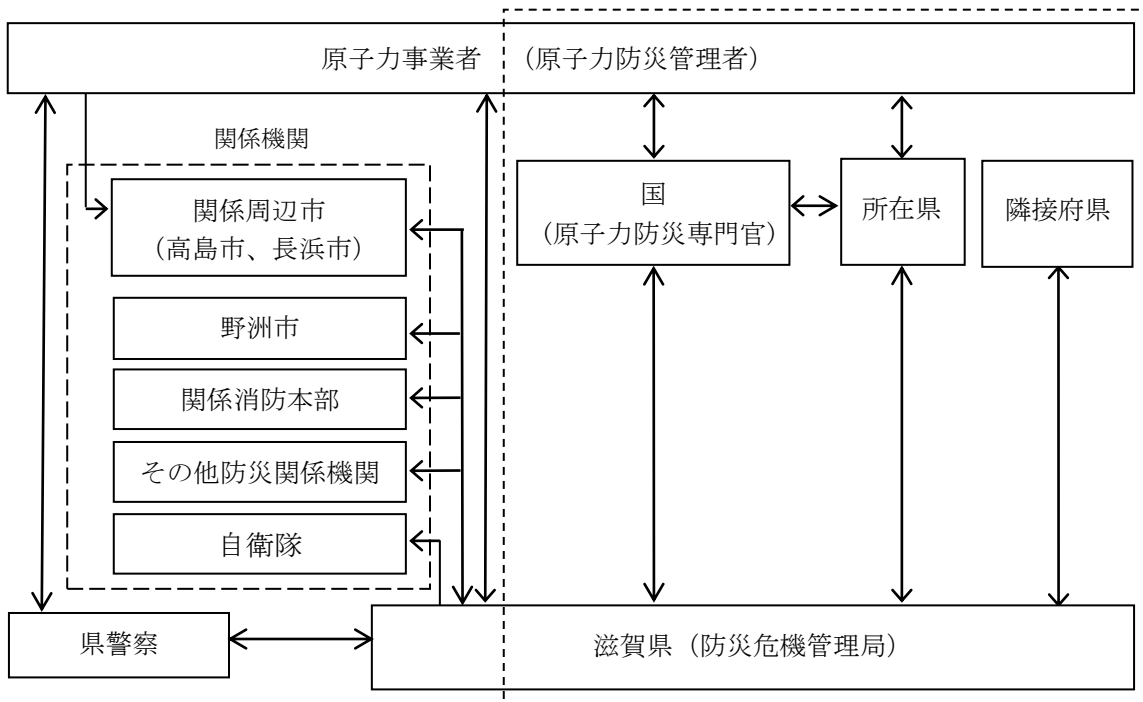 原子力事業者　（原子力防災管理者）
関係機関
関係周辺市
（高島市、長浜市）
野洲市
関係消防本部
その他防災関係機関
自衛隊
国
（原子力防災専門官）
所在県
隣接府県
県警察
滋賀県（防災危機管理局）